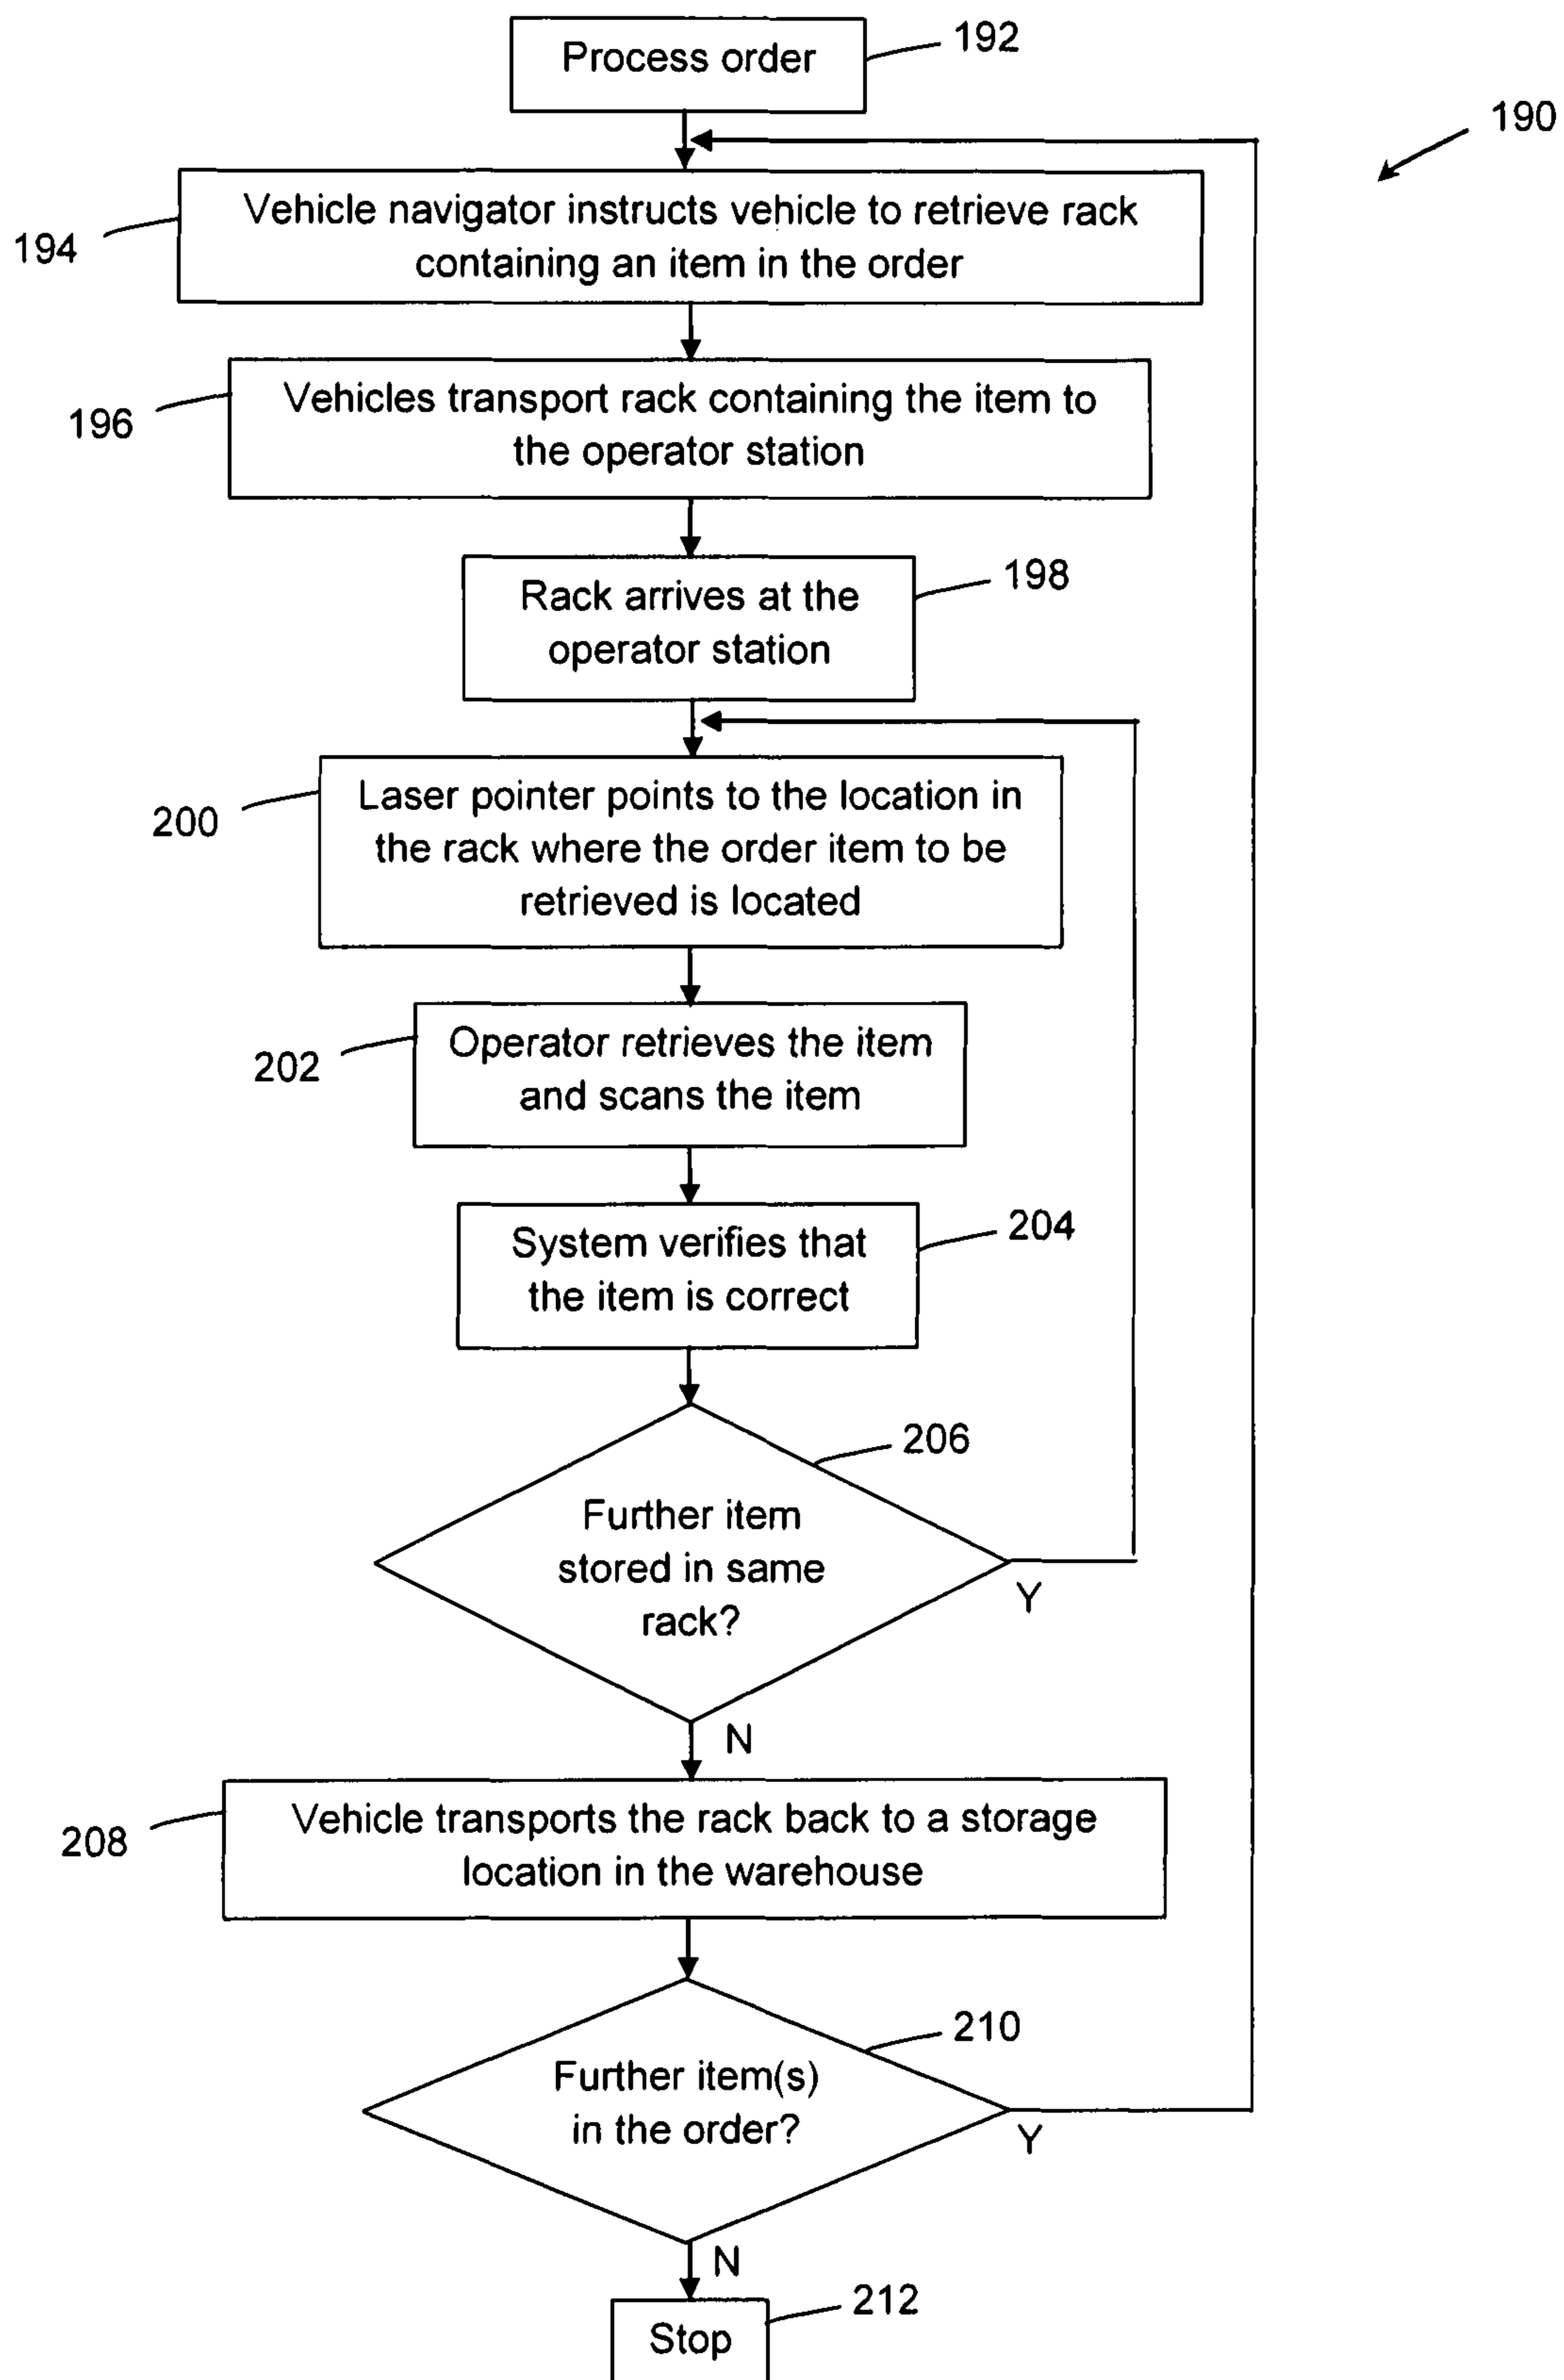 Process order
192
190
Vehicle navigator instructs vehicle to retrieve rack
containing an item in the order
194
Vehicles transport rack containing the item to
the operator station
196
Rack arrives at the
operator station
198
Laser pointer points to the location in
the rack where the order item to be
retrieved is located
200
Operator retrieves the item
and scans the item
202
System verifies that
the item is correct
204
206
Further item
stored in same
rack?
Y
N
Vehicle transports the rack back to a storage
location in the warehouse
208
210
Further item(s)
in the order?
Y
N
212
Stop